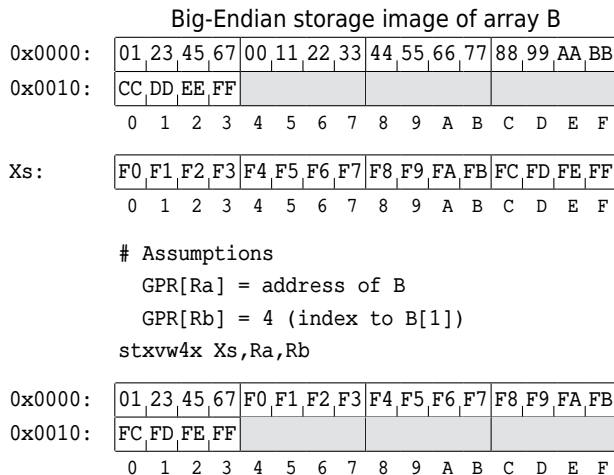 Big-Endian storage image of array B
0x0000: 01 23 45 67 00 11 22 33 44 55 66 77 88 99 AA BB
0x0010: CC DD EE FF
0 1 2 3 4 5 6 7 8 9 A B C D E F
Xs: F0 F1 F2 F3 F4 F5 F6 F7 F8 F9 FA FB FC FD FE FF
0 1 2 3 4 5 6 7 8 9 A B C D E F
# Assumptions
GPR[Ra] = address of B
GPR[Rb] = 4 (index to B[1])
stxvw4x Xs,Ra,Rb
0x0000: 01 23 45 67 F0 F1 F2 F3 F4 F5 F6 F7 F8 F9 FA FB
0x0010: FC FD FE FF
0 1 2 3 4 5 6 7 8 9 A B C D E F